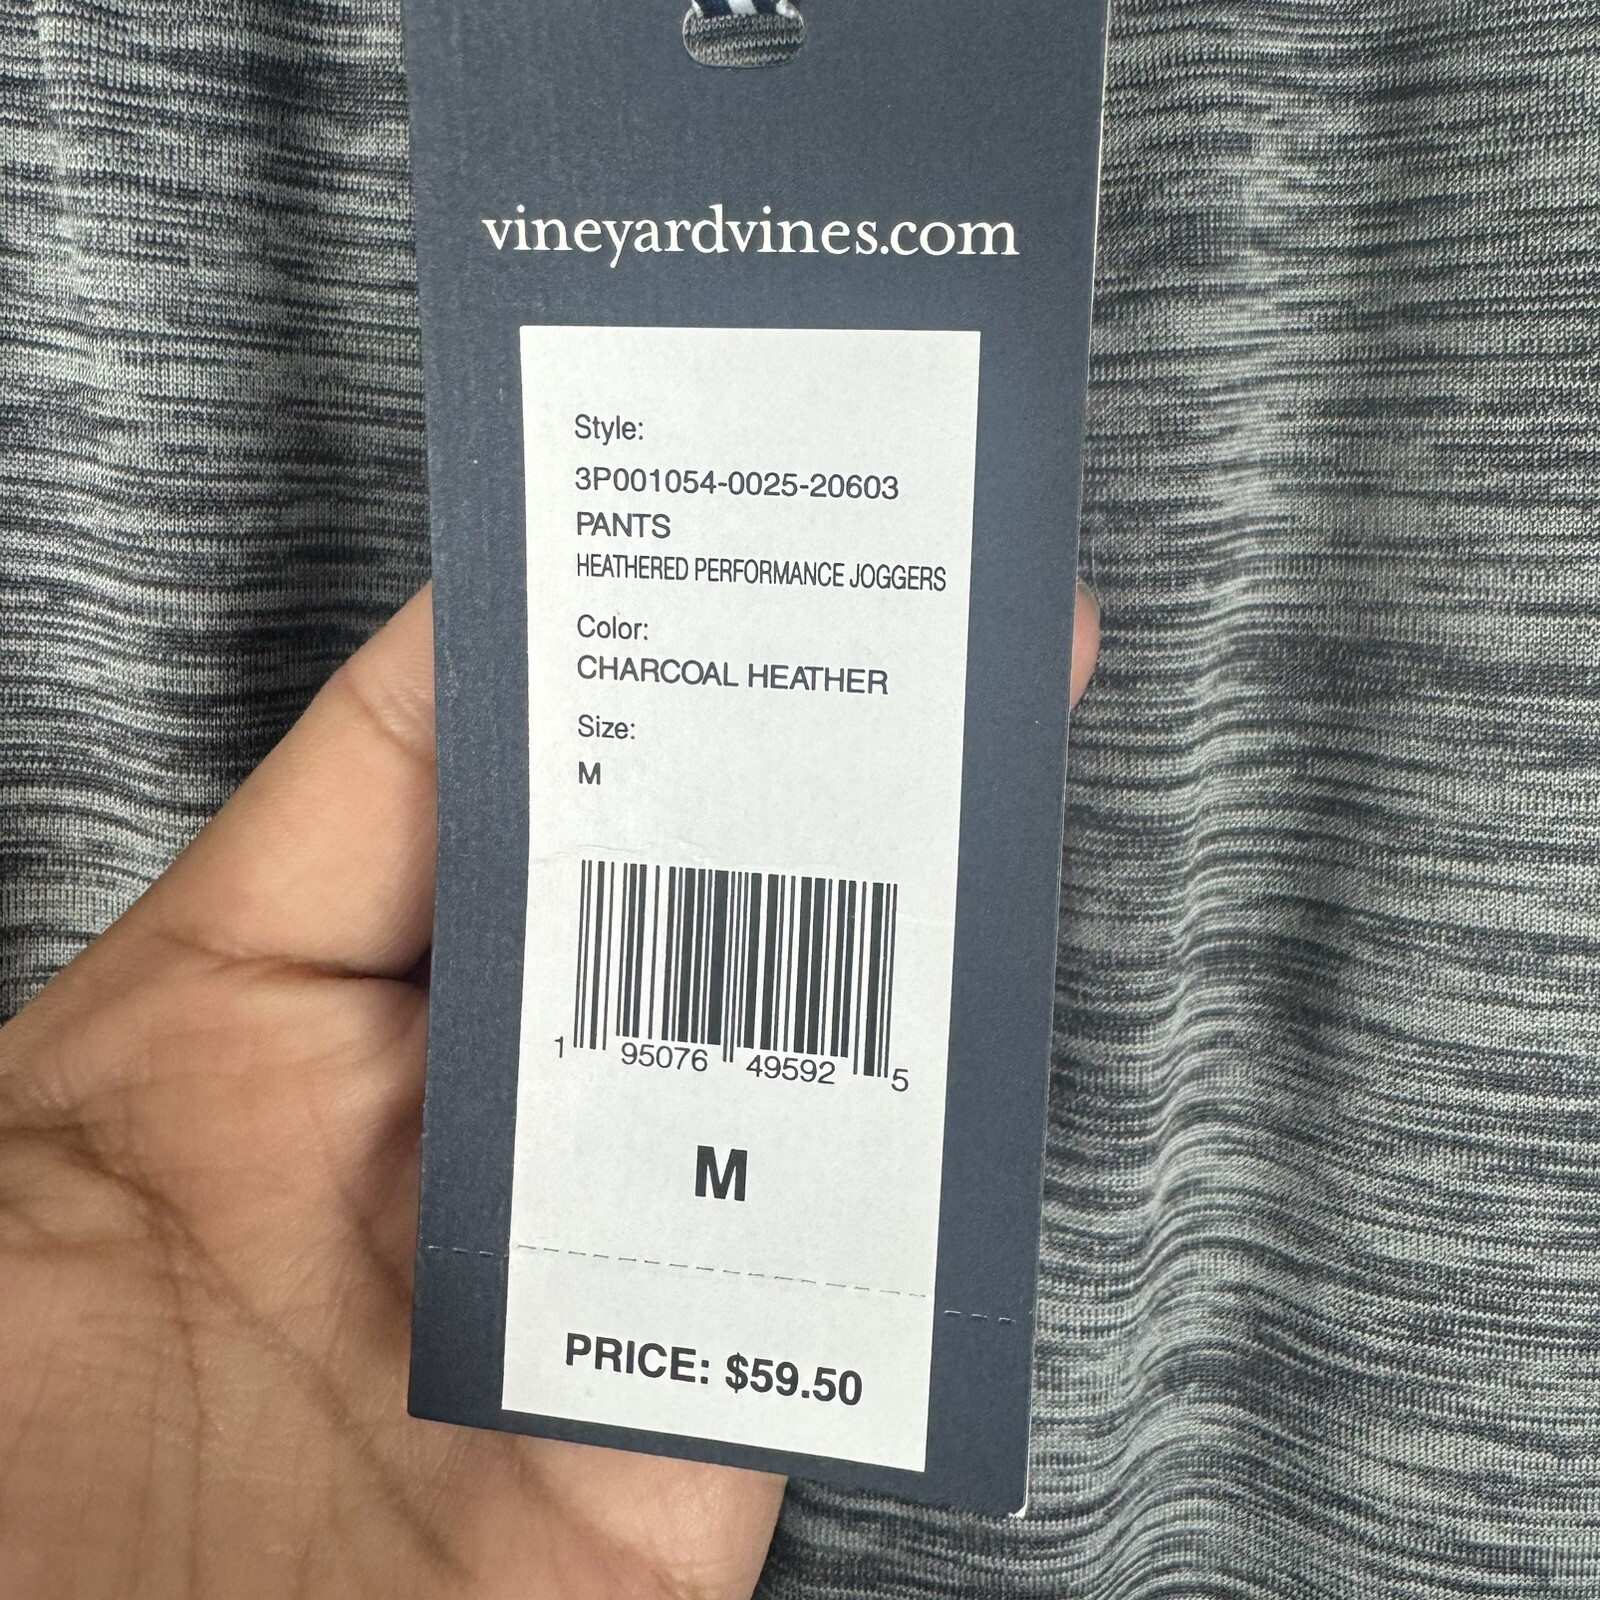 vineyardvines.com
Style:
3P001054-0025-20603
PANTS
HEATHERED PERFORMANCE JOGGERS
Color:
CHARCOAL HEATHER
Size:
M
1 95076 49592 5
M
PRICE: $59.50